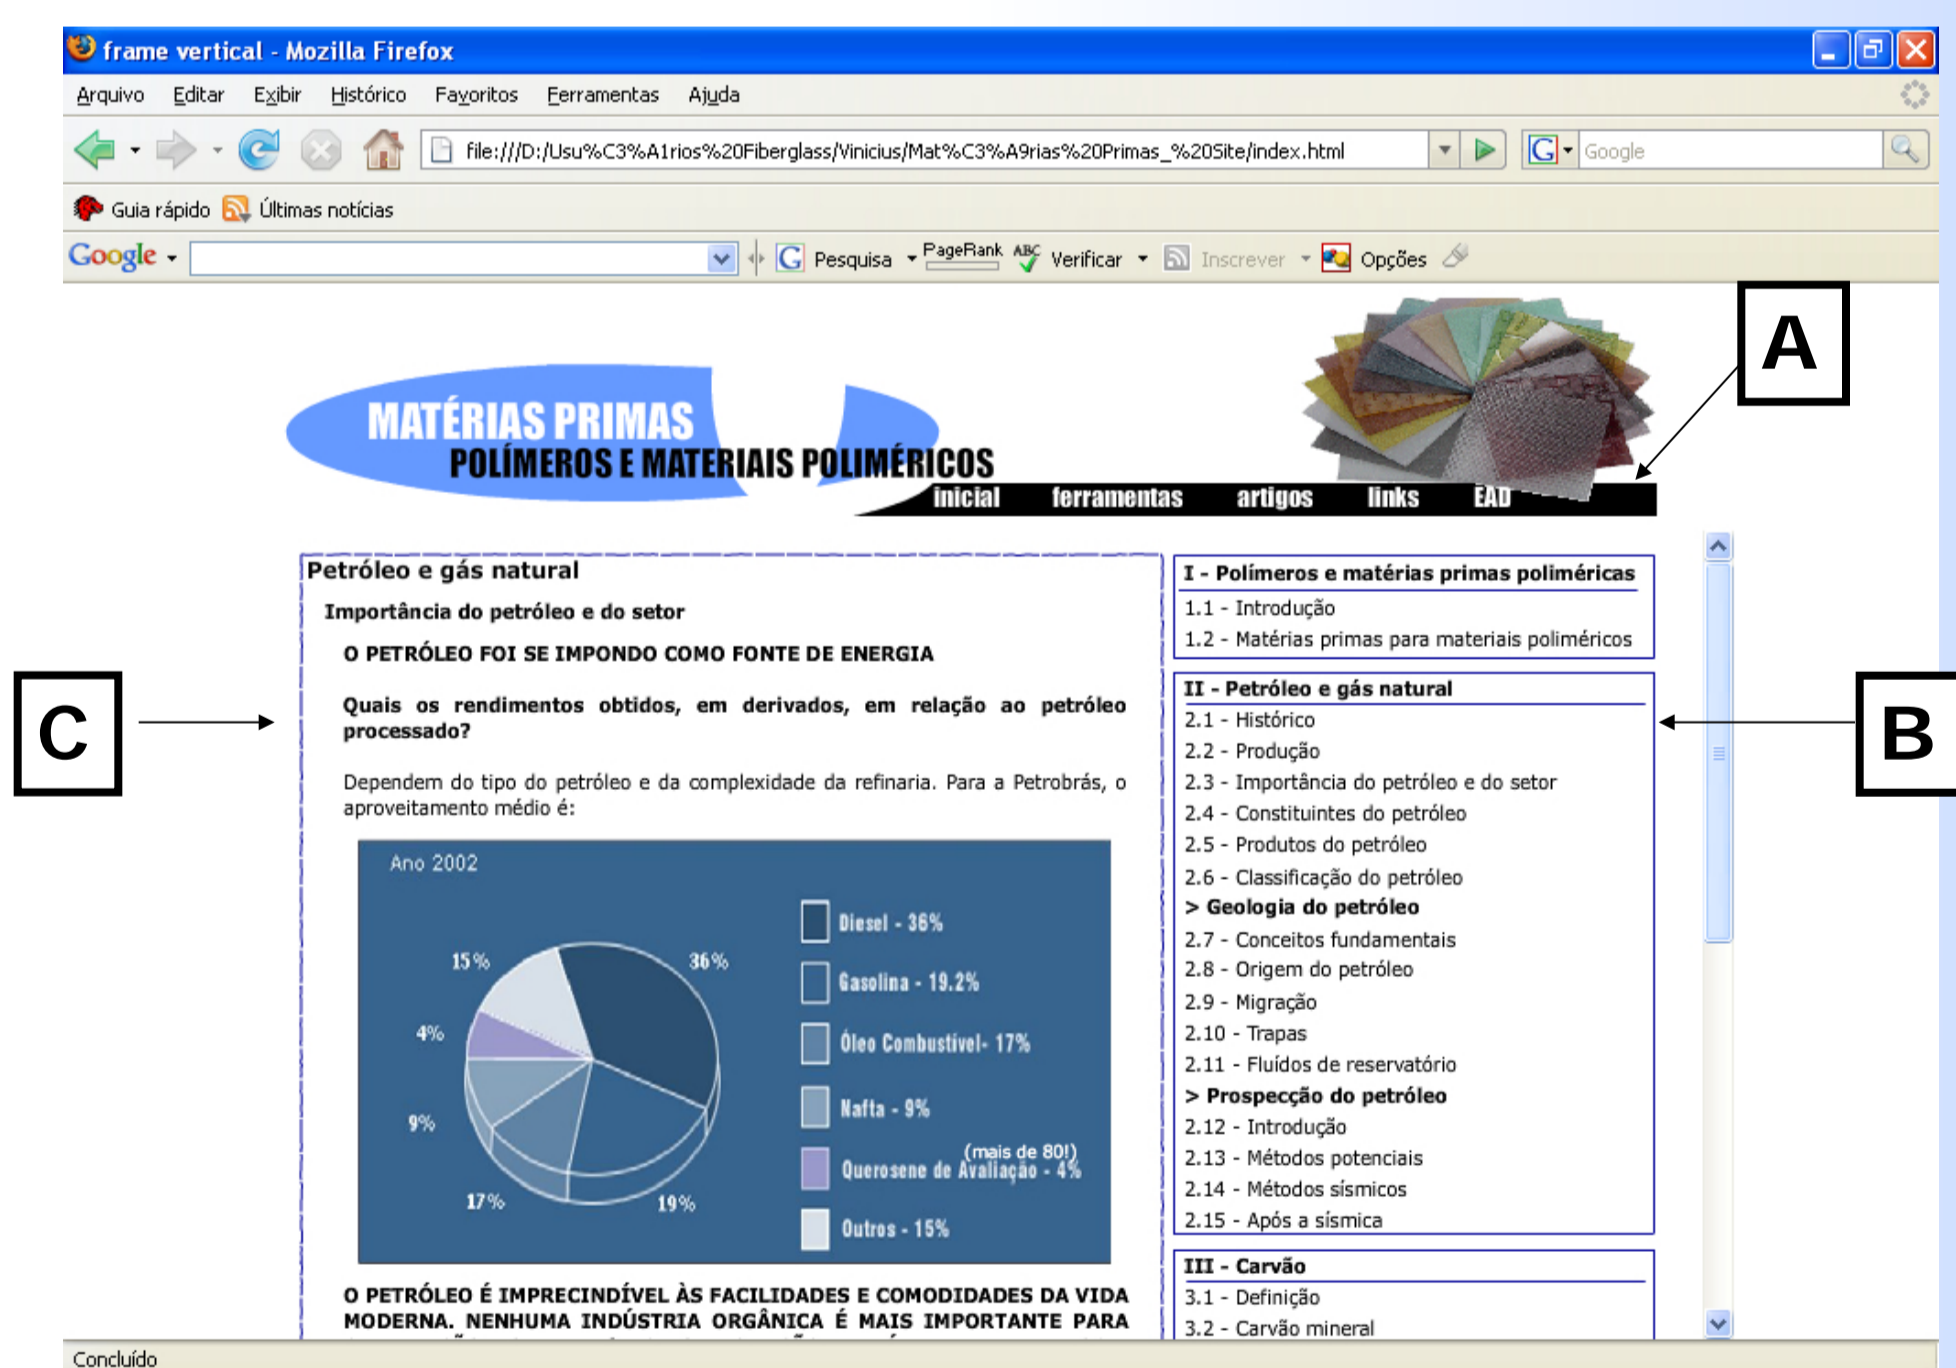 frame vertical - Mozilla Firefox
Arquivo Editar Exibir Histórico Favoritos Ferramentas Ajuda
file:///D:/Usu%C3%A1rios%20Fiberglass/Vinicius/Mat%C3%A9rias%20Primas_%20Site/index.html
G Google
Guia rápido Últimas notícias
Google G Pesquisa PageRank ABC Verificar Inscrever Opções
A
MATÉRIAS PRIMAS
POLÍMEROS E MATERIAIS POLIMÉRICOS
inicial ferramentas artigos links EAD
C
Petróleo e gás natural
Importância do petróleo e do setor
O PETRÓLEO FOI SE IMPONDO COMO FONTE DE ENERGIA
Quais os rendimentos obtidos, em derivados, em relação ao petróleo
processado?
Dependem do tipo do petróleo e da complexidade da refinaria. Para a Petrobrás, o
aproveitamento médio é:
Ano 2002
15%
36%
4%
9%
17%
19%
Diesel - 36%
Gasolina - 19.2%
Óleo Combustível- 17%
Nafta - 9%
(mais de 80!)
Querosene de Avaliação - 4%
Outros - 15%
O PETRÓLEO É IMPRECINDÍVEL ÀS FACILIDADES E COMODIDADES DA VIDA
MODERNA. NENHUMA INDÚSTRIA ORGÂNICA É MAIS IMPORTANTE PARA
I - Polímeros e matérias primas poliméricas
1.1 - Introdução
1.2 - Matérias primas para materiais poliméricos
II - Petróleo e gás natural
2.1 - Histórico
2.2 - Produção
2.3 - Importância do petróleo e do setor
2.4 - Constituintes do petróleo
2.5 - Produtos do petróleo
2.6 - Classificação do petróleo
> Geologia do petróleo
2.7 - Conceitos fundamentais
2.8 - Origem do petróleo
2.9 - Migração
2.10 - Trapas
2.11 - Fluídos de reservatório
> Prospecção do petróleo
2.12 - Introdução
2.13 - Métodos potenciais
2.14 - Métodos sísmicos
2.15 - Após a sísmica
III - Carvão
3.1 - Definição
3.2 - Carvão mineral
B
Concluído